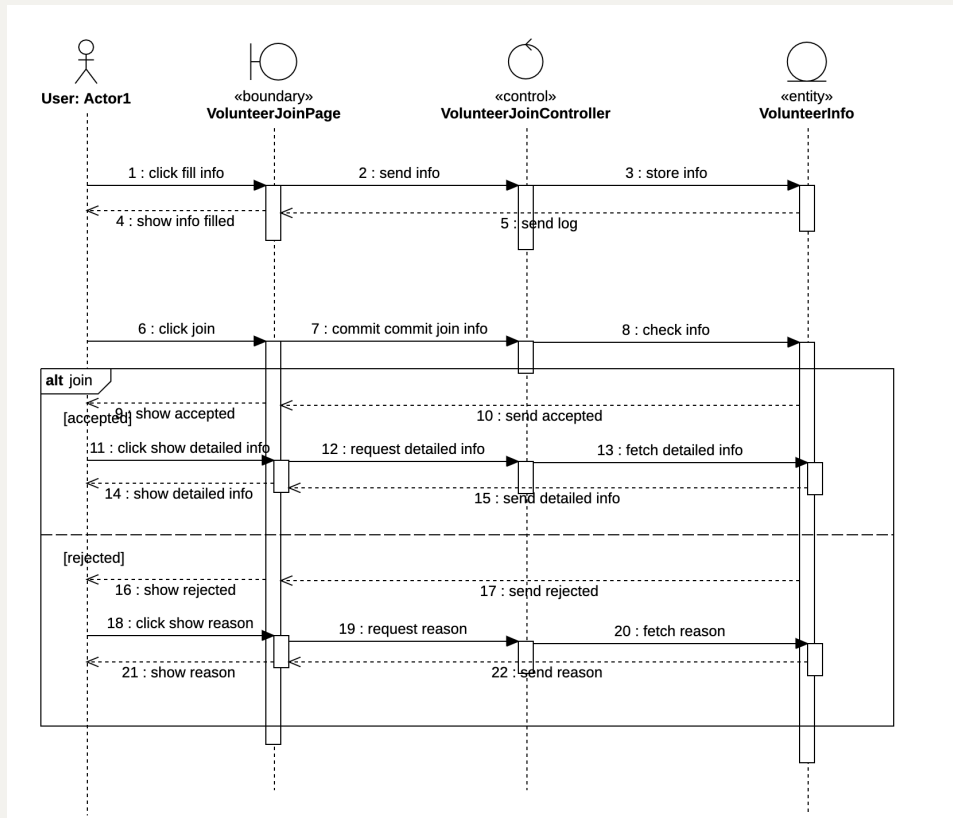 User: Actor1
«boundary»
VolunteerJoinPage
«control»
VolunteerJoinController
«entity»
VolunteerInfo
1 : click fill info
2 : send info
3 : store info
4 : show info filled
5 : send log
6 : click join
7 : commit commit join info
8 : check info
alt join
[accepted]
9 : show accepted
10 : send accepted
11 : click show detailed info
12 : request detailed info
13 : fetch detailed info
14 : show detailed info
15 : send detailed info
[rejected]
16 : show rejected
17 : send rejected
18 : click show reason
19 : request reason
20 : fetch reason
21 : show reason
22 : send reason